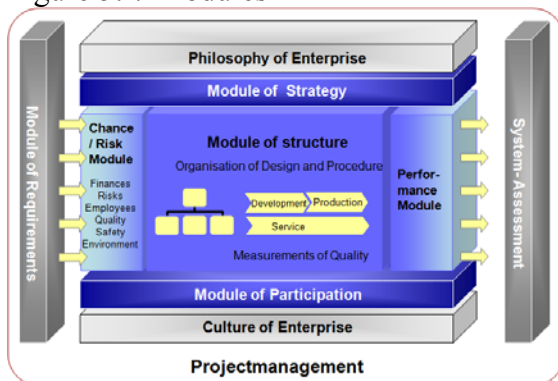 Figure Modules
Philosophy of Enterprise
Module of Strategy
Module of Requirements
Chance
/ Risk
Module
Finances
Risks
Employees
Quality
Safety
Environment
Module of structure
Organisation of Design and Procedure
Development
Production
Service
Measurements of Quality
Perfor-
mance
Module
System-Assessment
Module of Participation
Culture of Enterprise
Projectmanagement